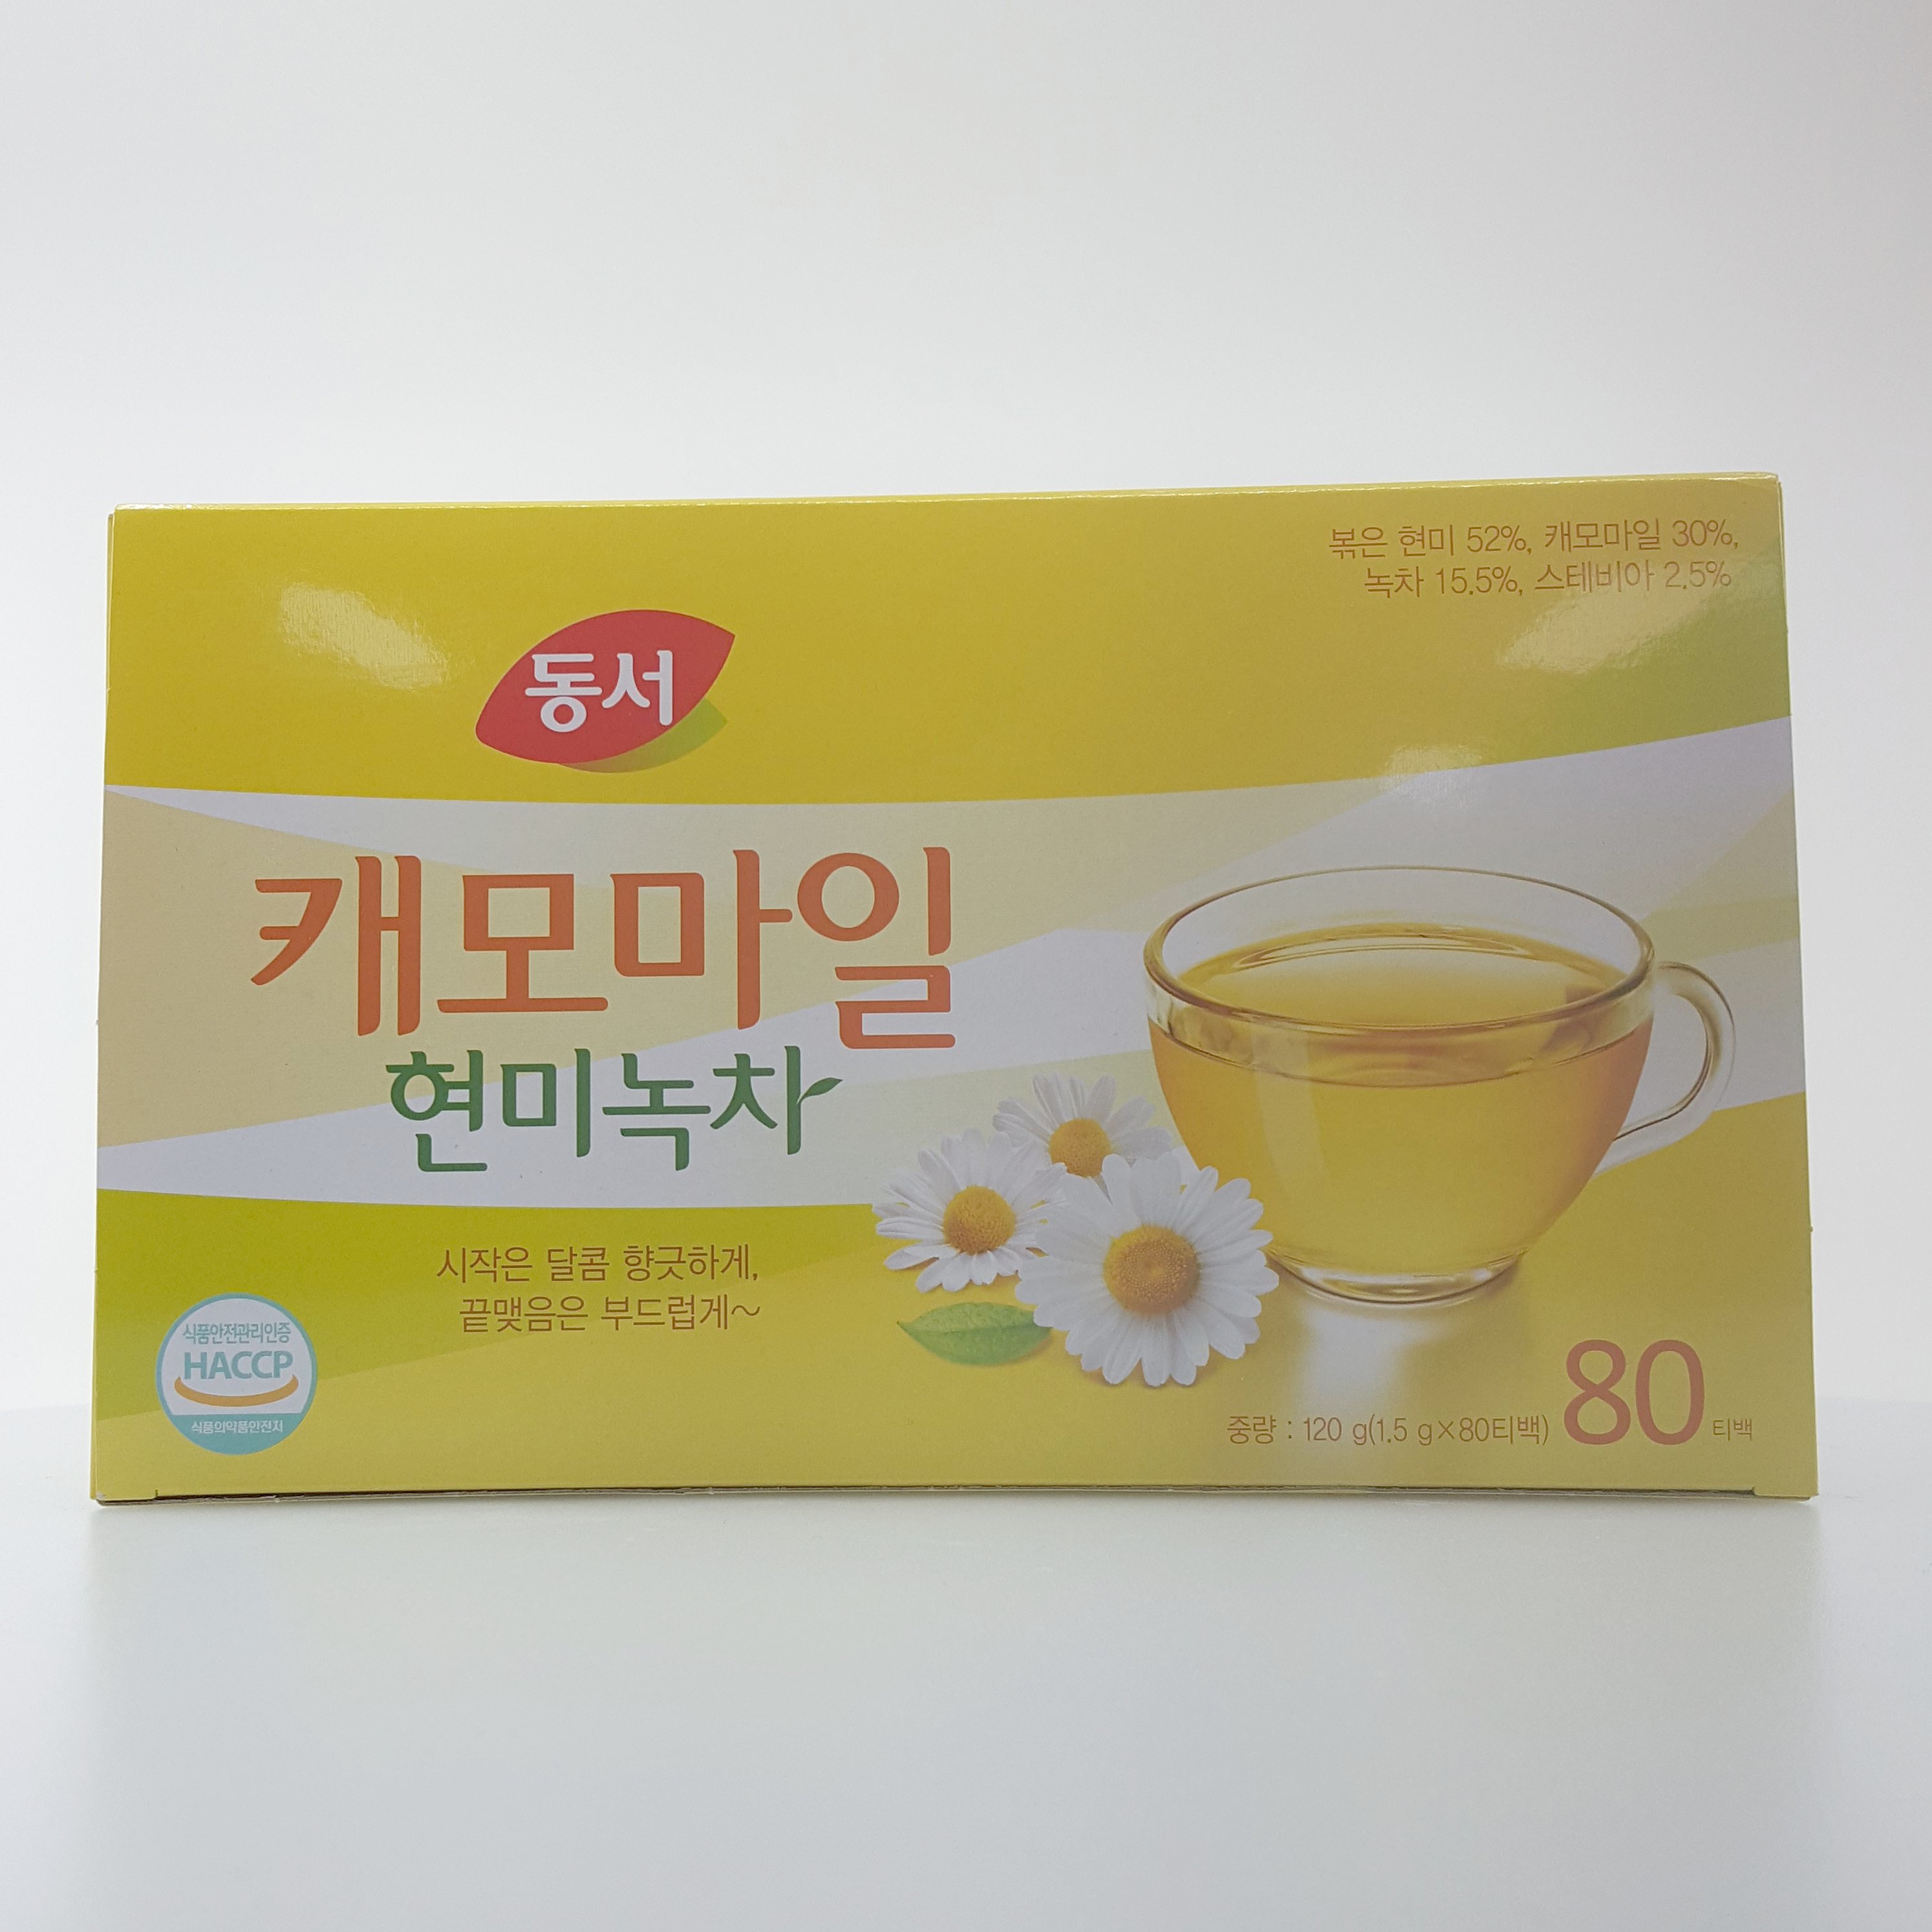 볶은 현미 52%, 캐모마일 30%,
녹차 15.5%, 스테비아 2.5%
동서
캐모마일
현미녹차
시작은 달콤 향긋하게,
끝맺음은 부드럽게~
식품안전관리인증
HACCP
식품의약품안전처
중량 : 120 g(1.5 g×80티백) 80 티백